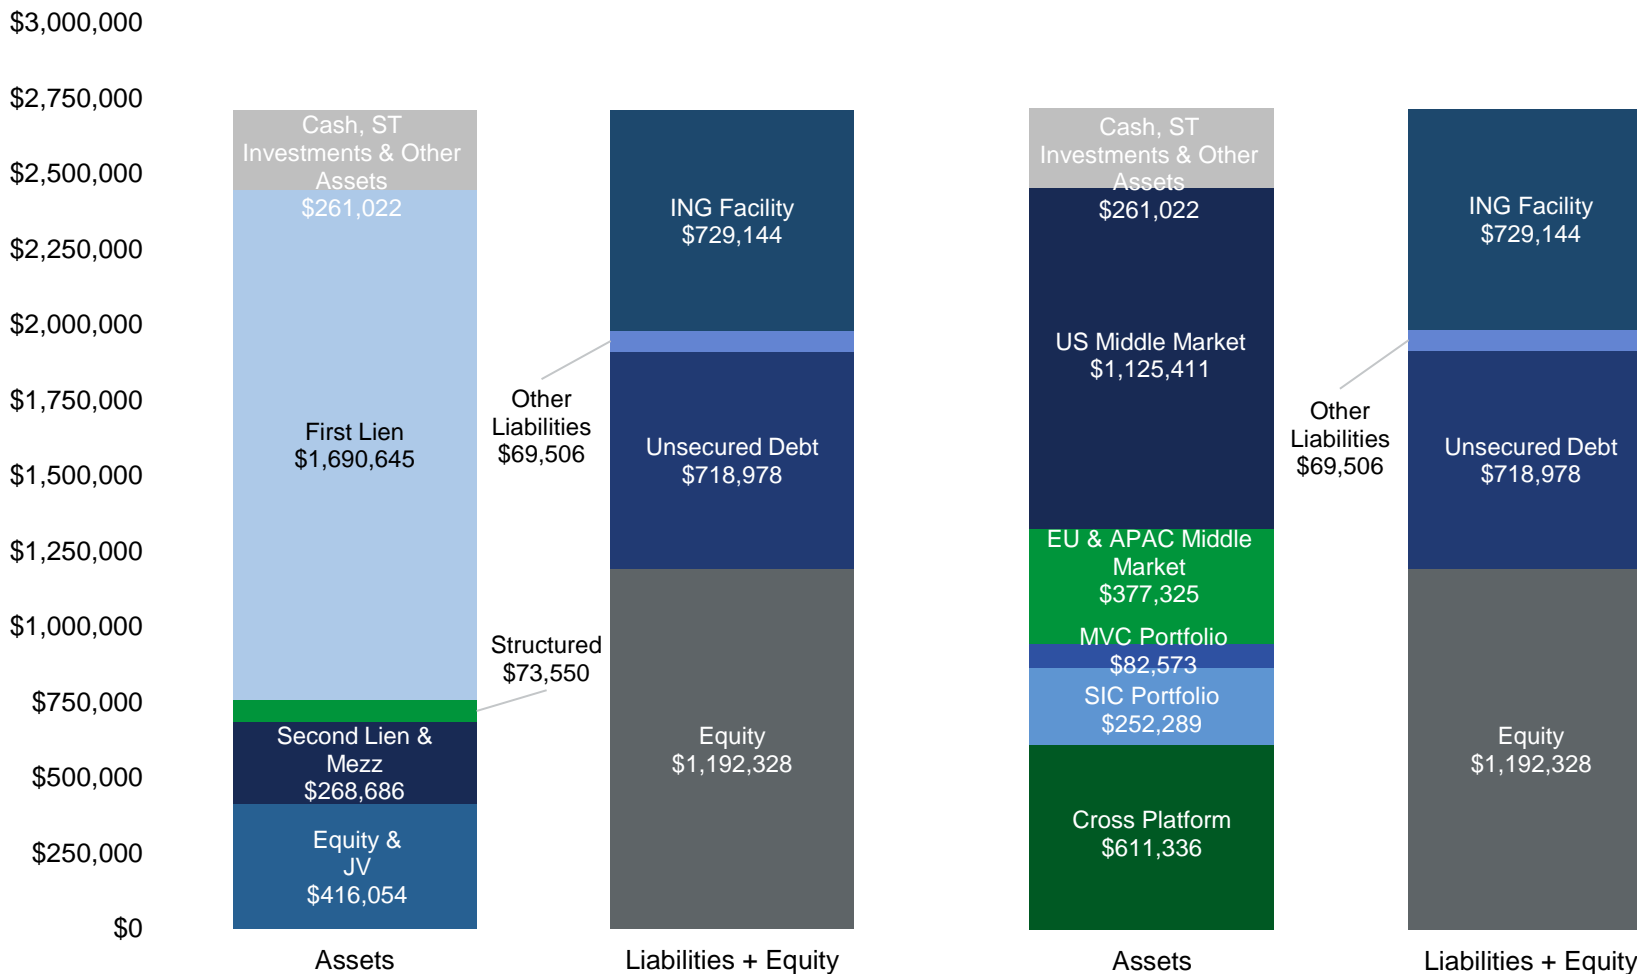 $3,000,000
$2,750,000
$2,500,000
$2,250,000
$2,000,000
$1,750,000
$1,500,000
$1,250,000
$1,000,000
$750,000
$500,000
$250,000
$0
Cash, ST
Investments & Other
Assets
$261,022
First Lien
$1,690,645
Structured
$73,550
Second Lien &
Mezz
$268,686
Equity &
JV
$416,054
Assets
ING Facility
$729,144
Other
Liabilities
$69,506
Unsecured Debt
$718,978
Equity
$1,192,328
Liabilities + Equity
Cash, ST
Investments & Other
Assets
$261,022
US Middle Market
$1,125,411
EU & APAC Middle
Market
$377,325
MVC Portfolio
$82,573
SIC Portfolio
$252,289
Cross Platform
$611,336
Assets
ING Facility
$729,144
Other
Liabilities
$69,506
Unsecured Debt
$718,978
Equity
$1,192,328
Liabilities + Equity